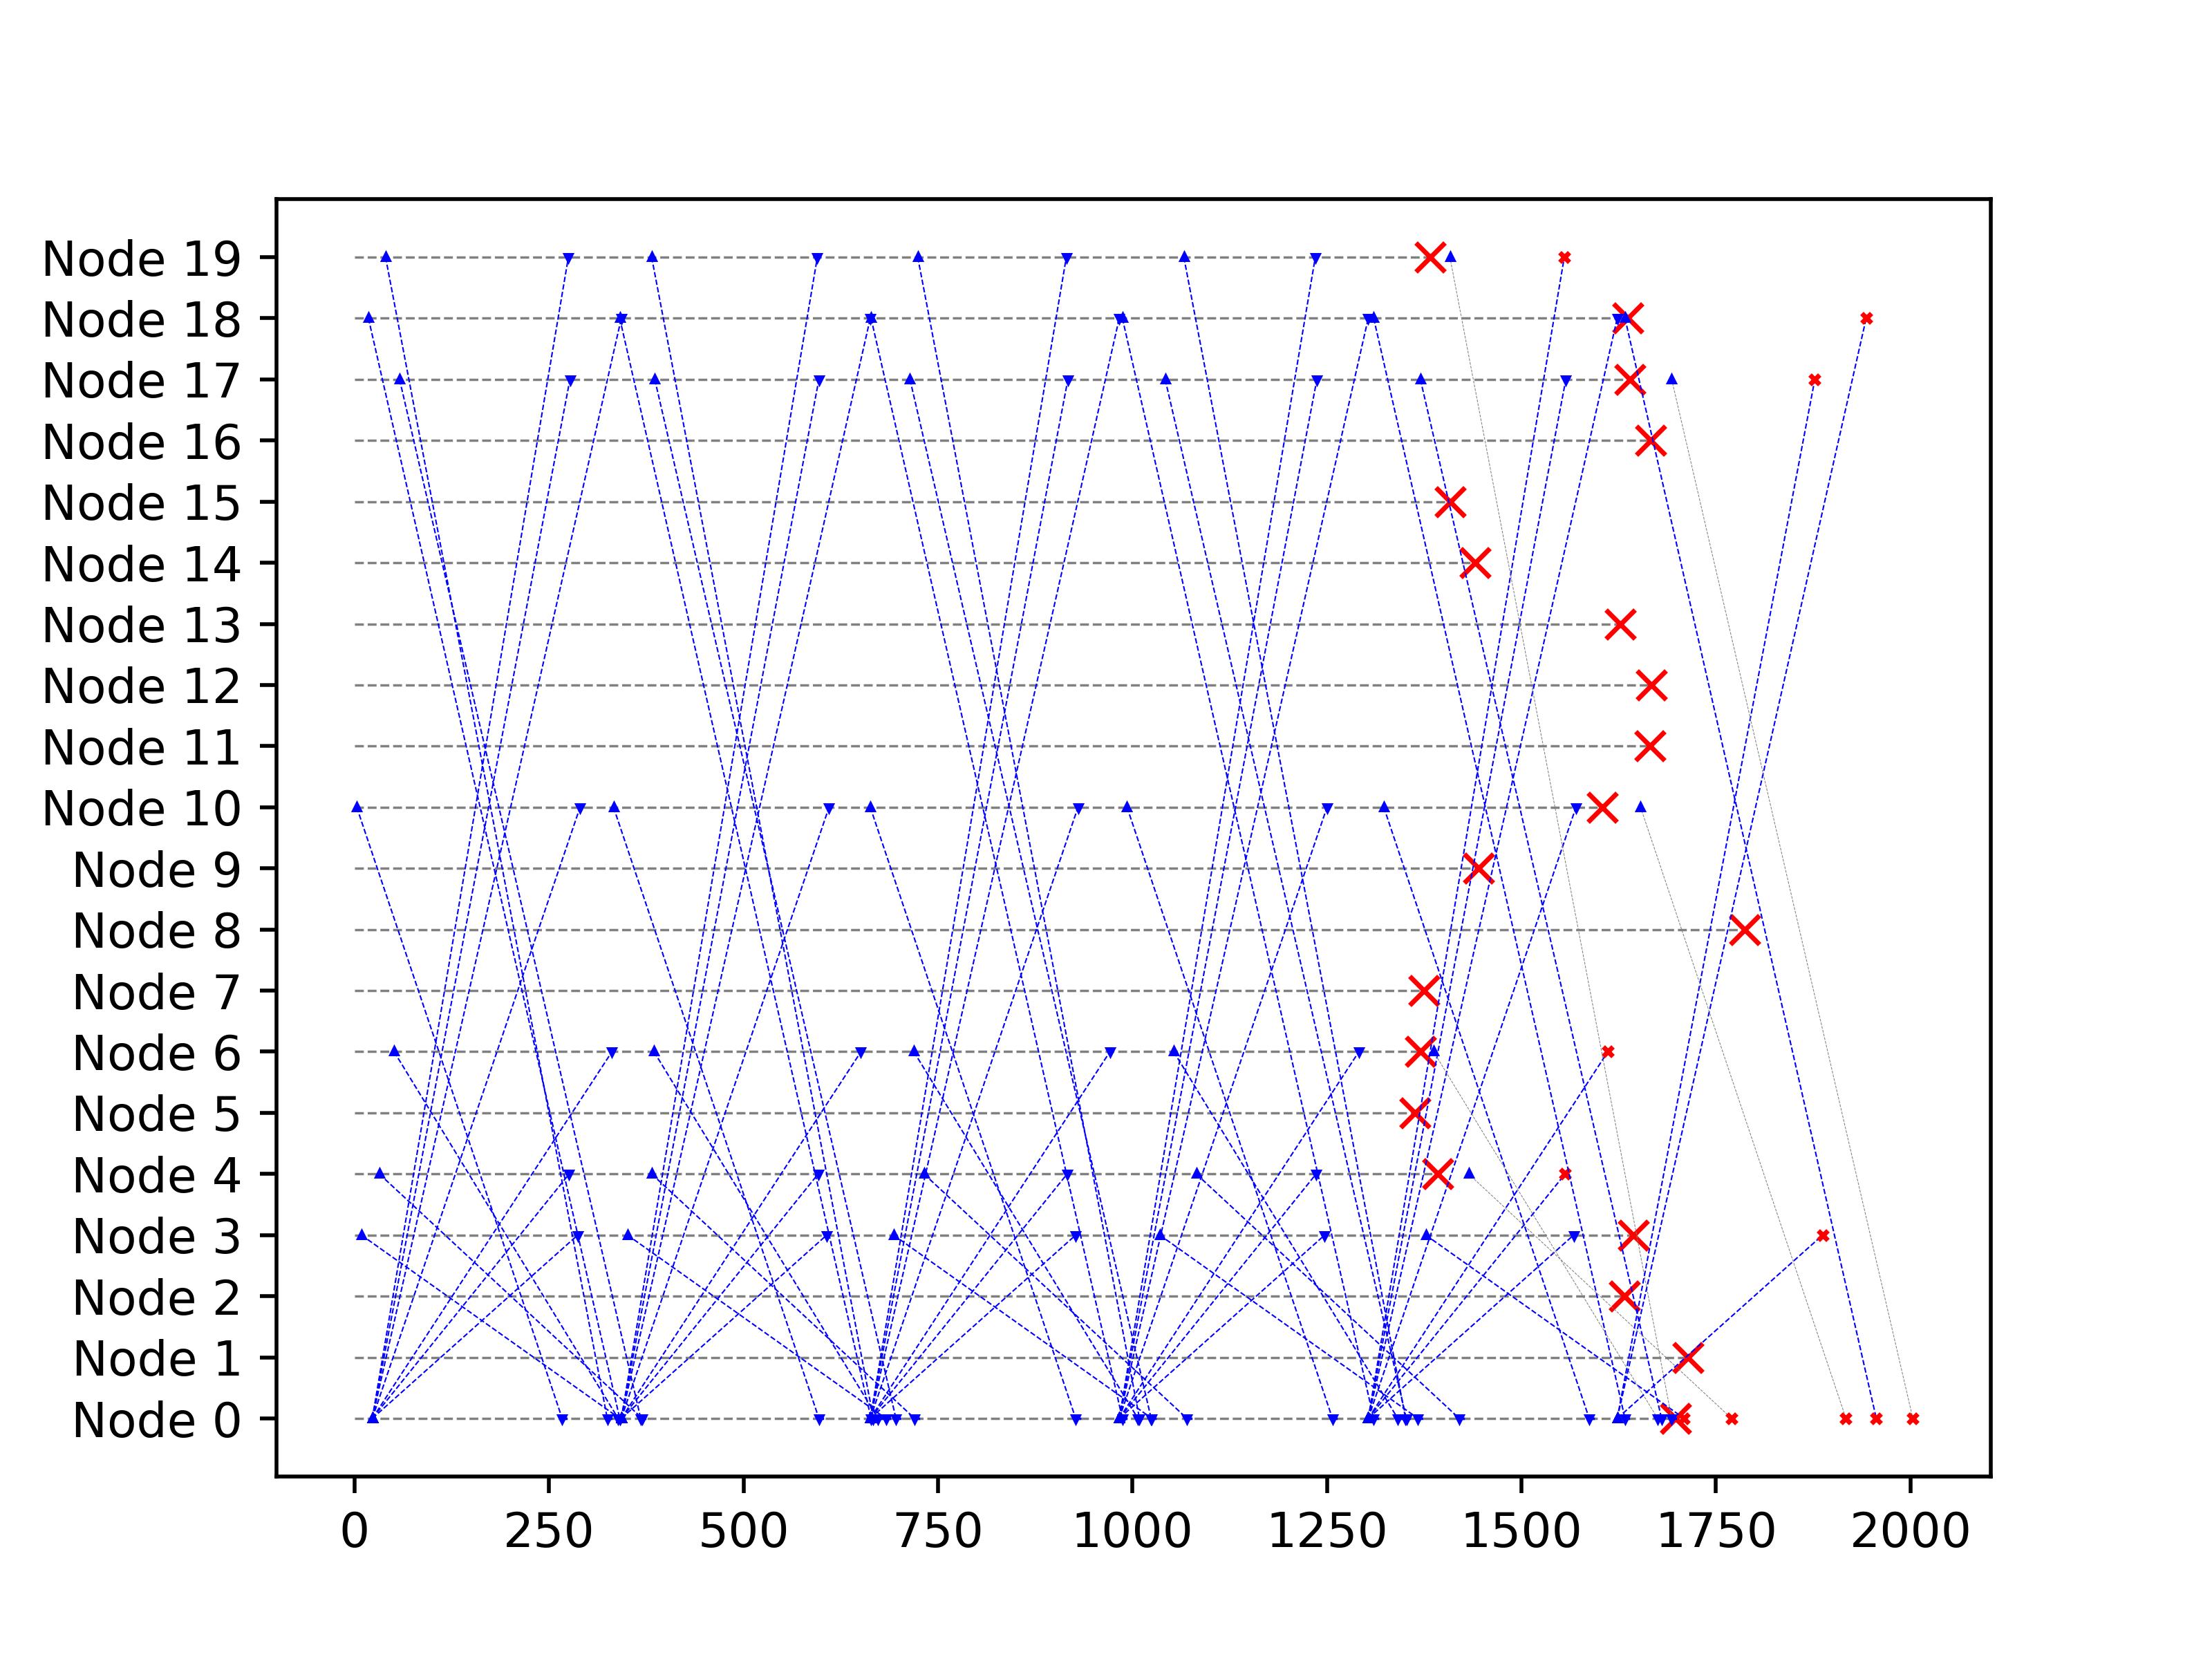 Node 19
Node 18
Node 17
Node 16
Node 15
Node 14
Node 13
Node 12
Node 11
Node 10
Node 9
Node 8
Node 7
Node 6
Node 5
Node 4
Node 3
Node 2
Node 1
Node 0
0 250 500 750 1000 1250 1500 1750 2000